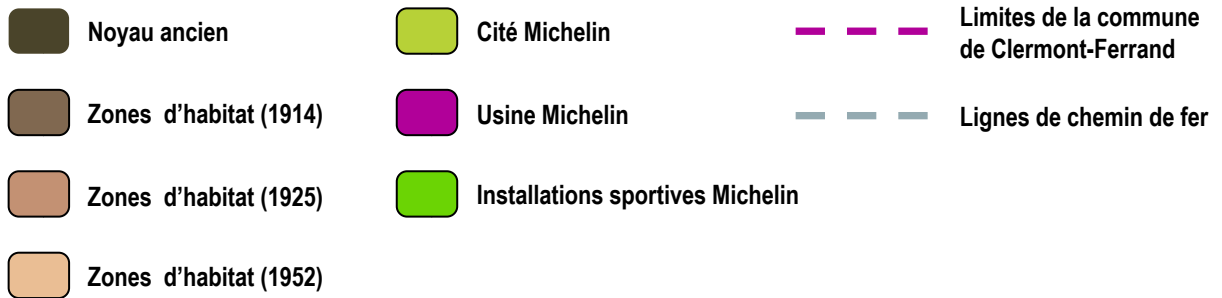 Noyau ancien
Zones d'habitat (1914)
Zones d'habitat (1925)
Zones d'habitat (1952)
Cité Michelin
Usine Michelin
Installations sportives Michelin
Limites de la commune
de Clermont-Ferrand
Lignes de chemin de fer